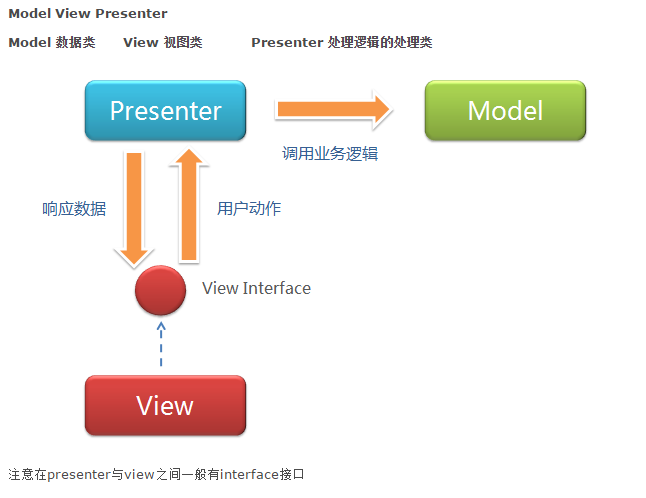 Model View Presenter
Model 数据类 View 视图类 Presenter 处理逻辑的处理类
Presenter
Model
调用业务逻辑
响应数据
用户动作
View Interface
View
注意在presenter与view之间一般有interface接口